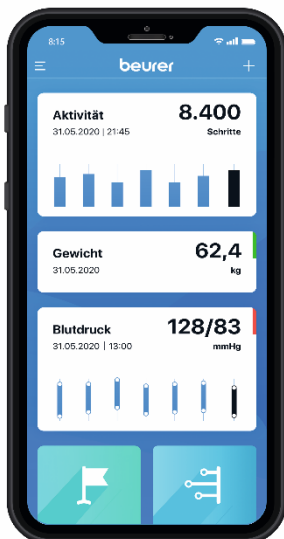 8:15
beurer
Aktivität 8.400
31.05.2020 | 21:45 Schritte
Gewicht 62,4
31.05.2020 kg
Blutdruck 128/83
31.05.2020 | 13:00 mmHg